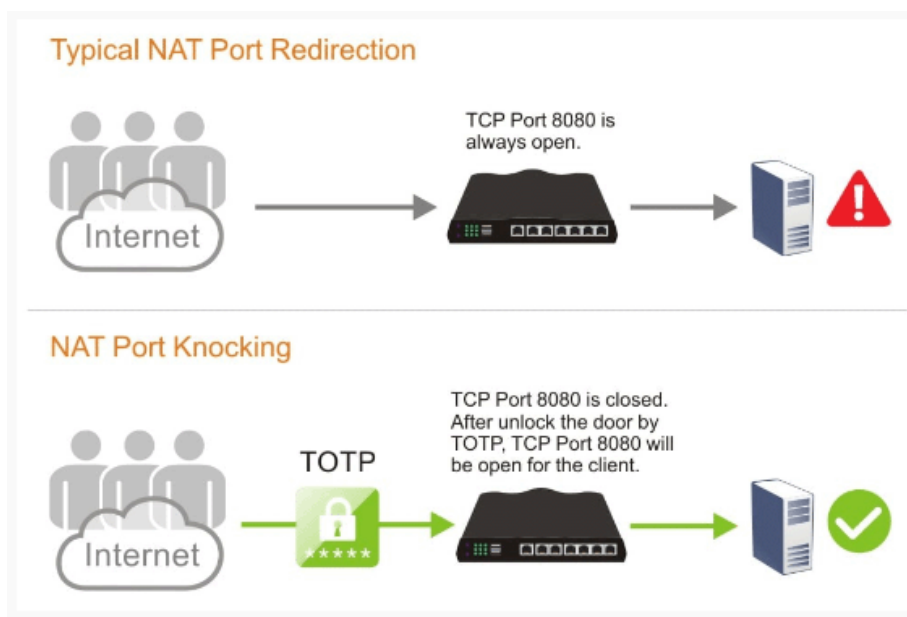 Typical NAT Port Redirection
TCP Port 8080 is
always open.
Internet
NAT Port Knocking
TCP Port 8080 is closed.
After unlock the door by
TOTP, TCP Port 8080 will
be open for the client.
TOTP
*****
Internet